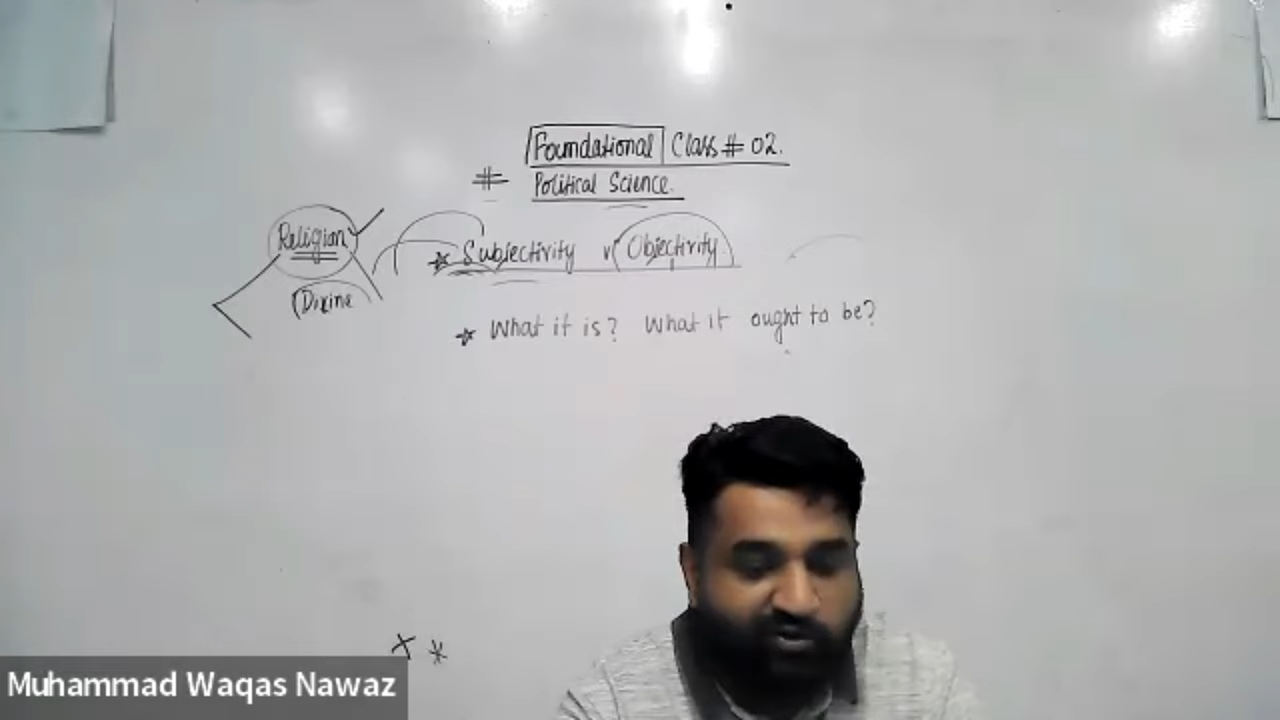 Foundational Class # 02.
# Political Science.
Religion
* Subjectivity v Objectivity
Divine
* What it is? What it ought to be?
Muhammad Waqas Nawaz